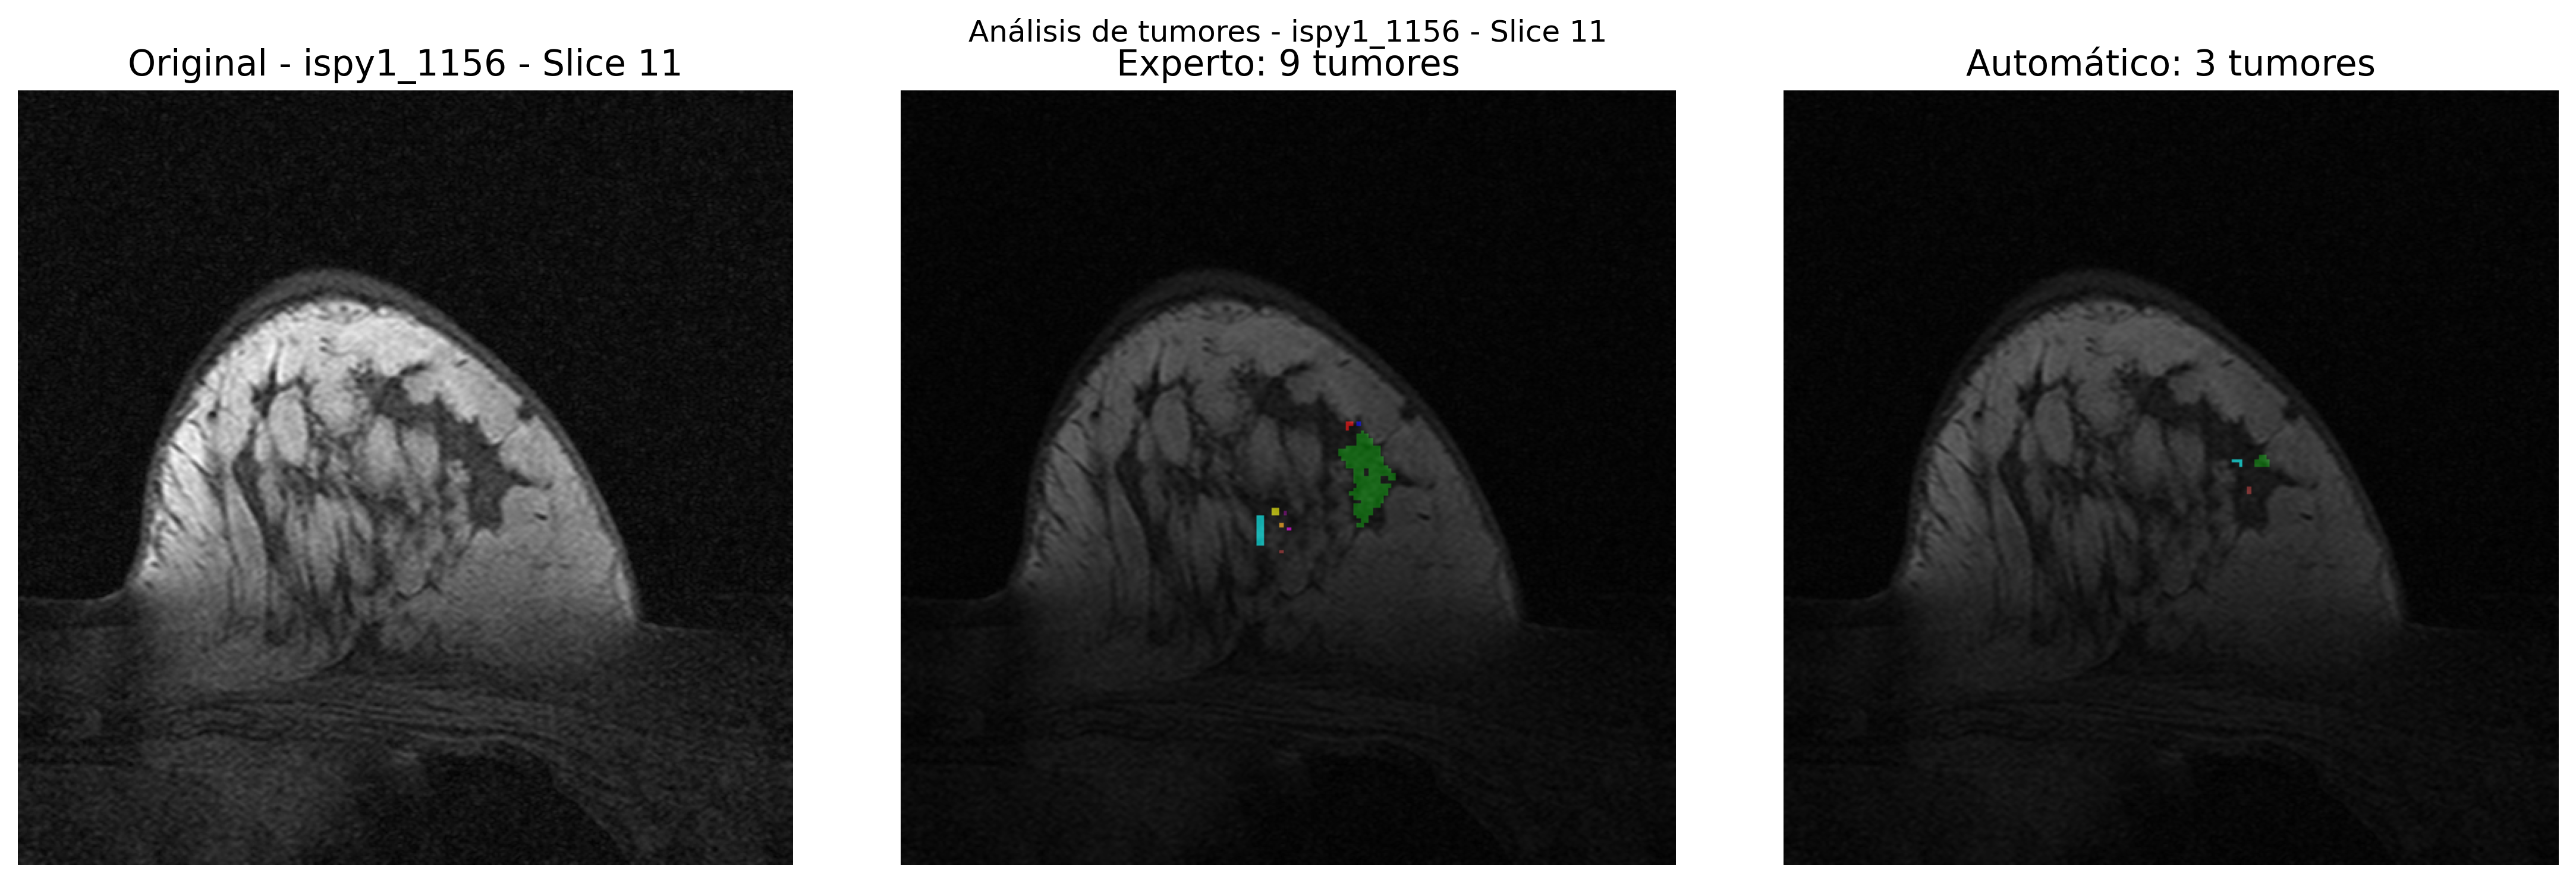 Análisis de tumores - ispy1_1156 - Slice 11
Original - ispy1_1156 - Slice 11
Experto: 9 tumores
Automático: 3 tumores